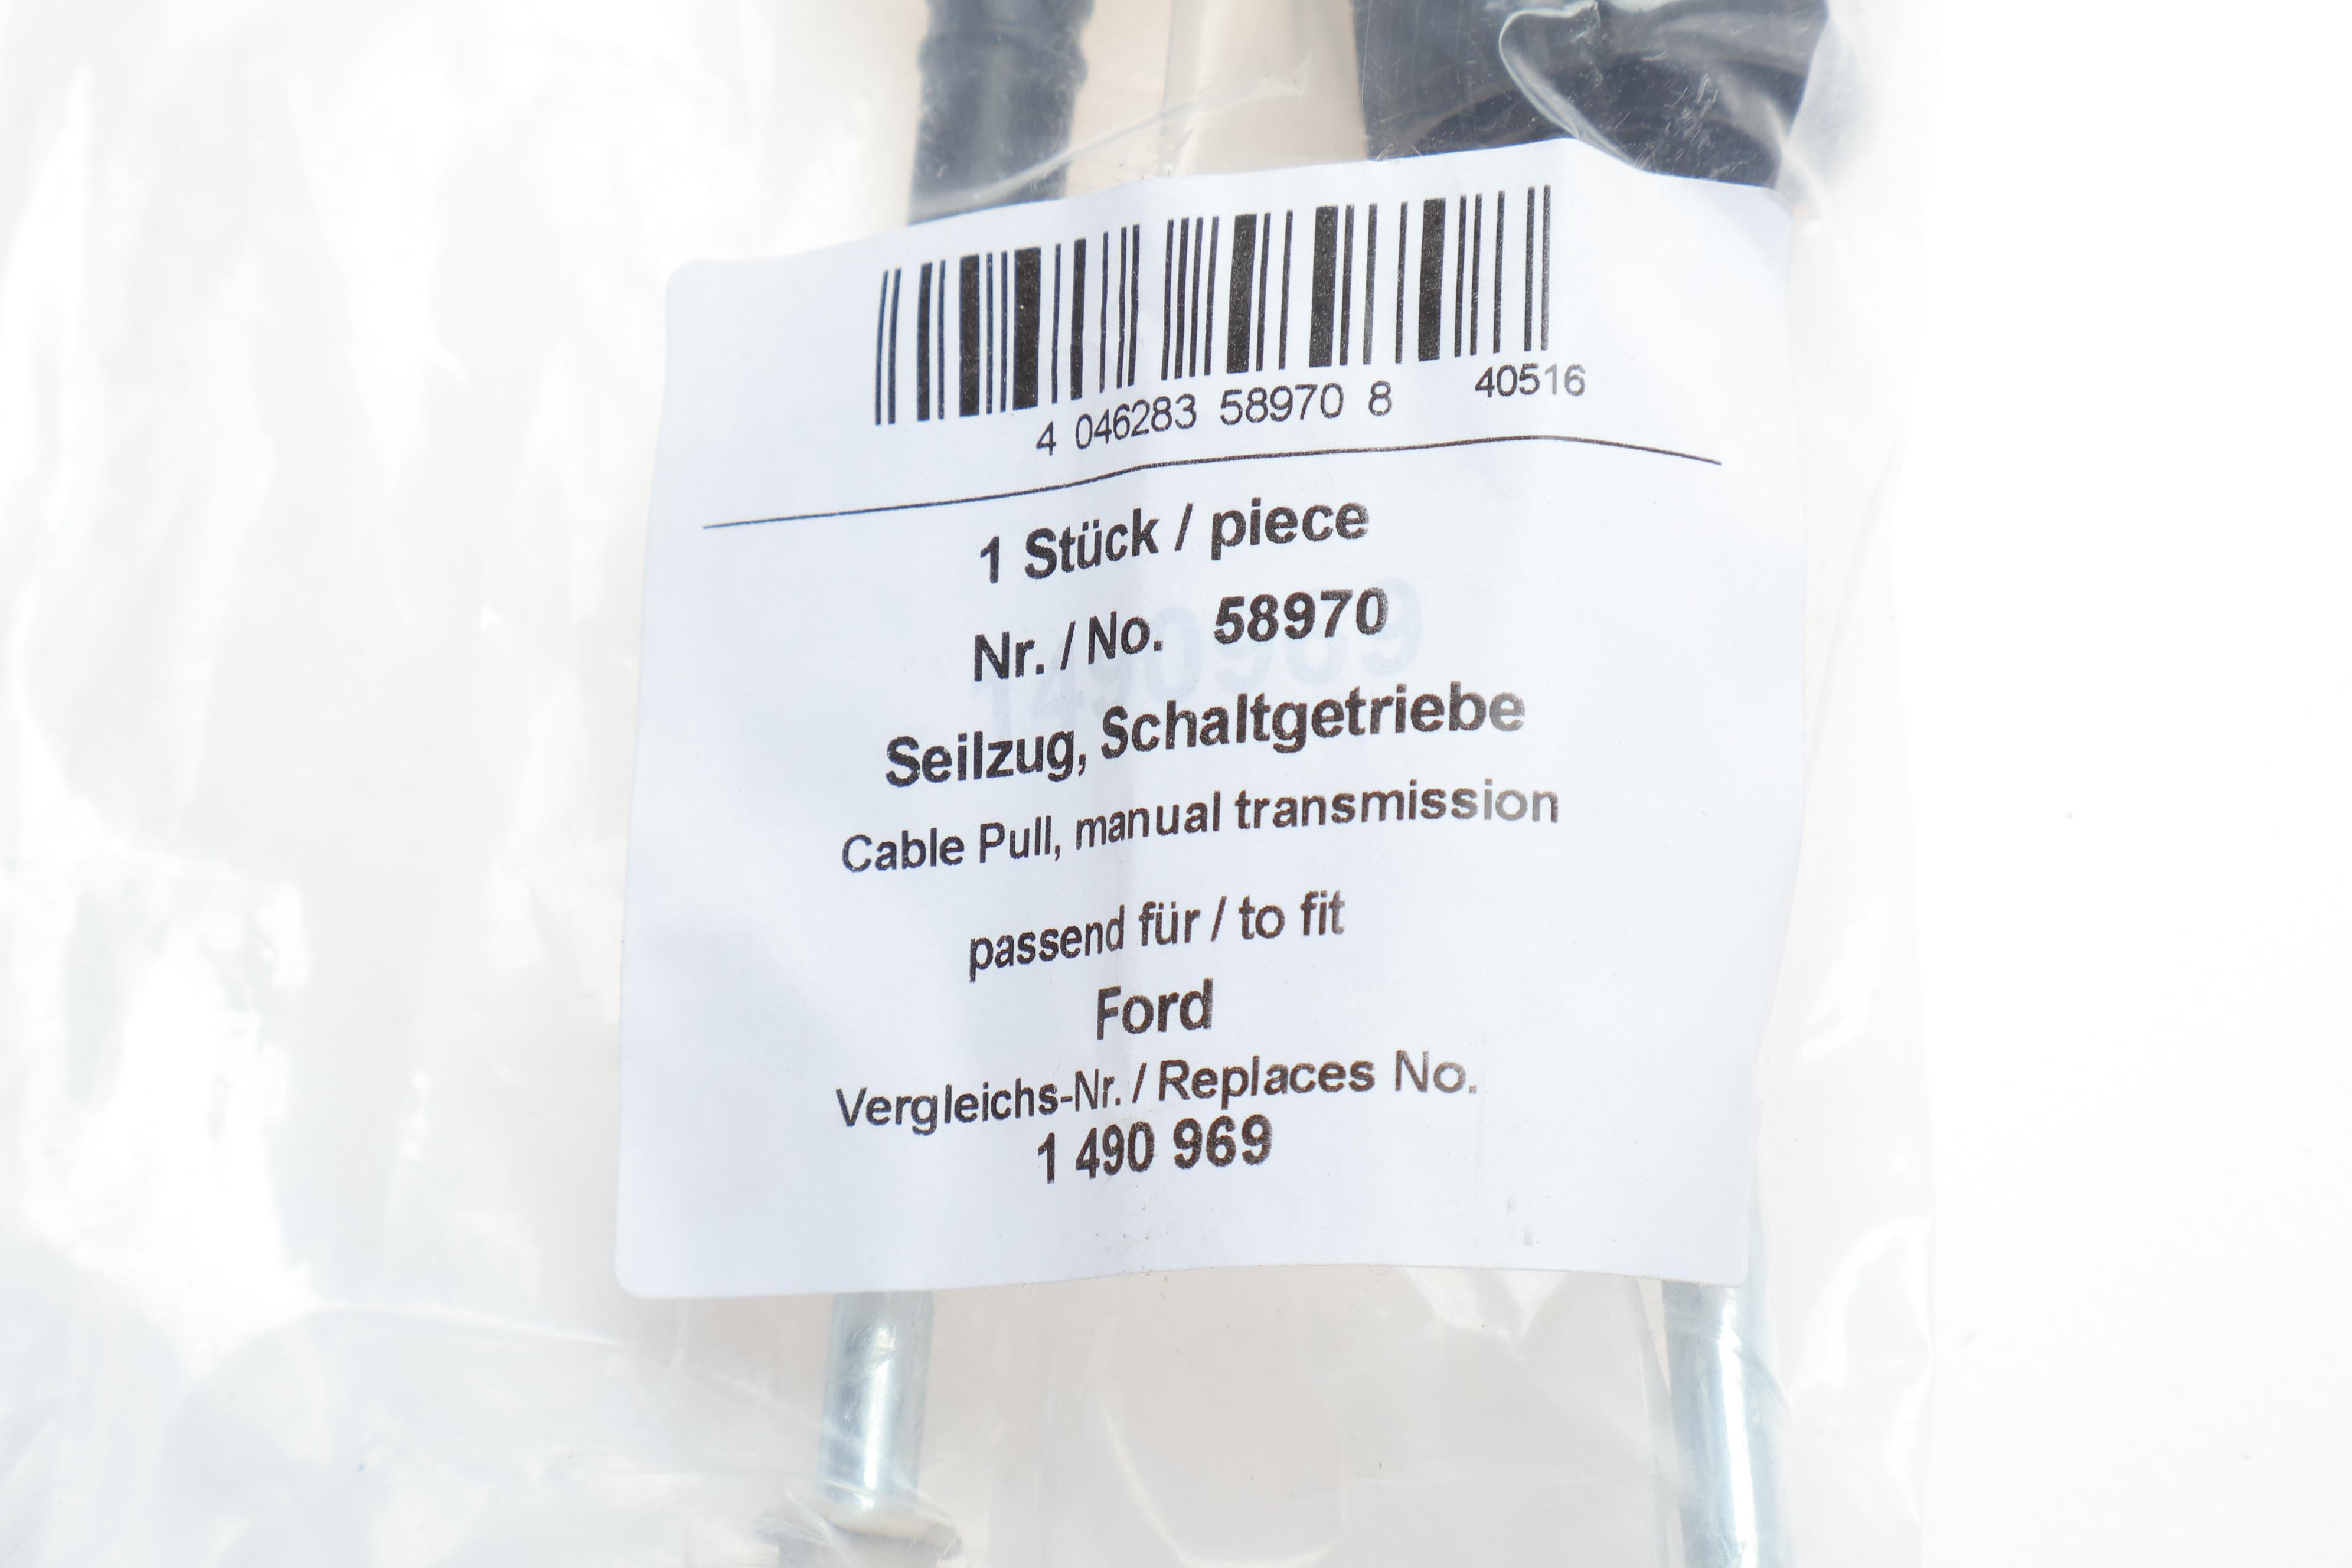 4 046283 58970 8 40516
1 Stück / piece
Nr. / No. 58970
Seilzug, Schaltgetriebe
Cable Pull, manual transmission
passend für / to fit
Ford
Vergleichs-Nr. / Replaces No.
1 490 969